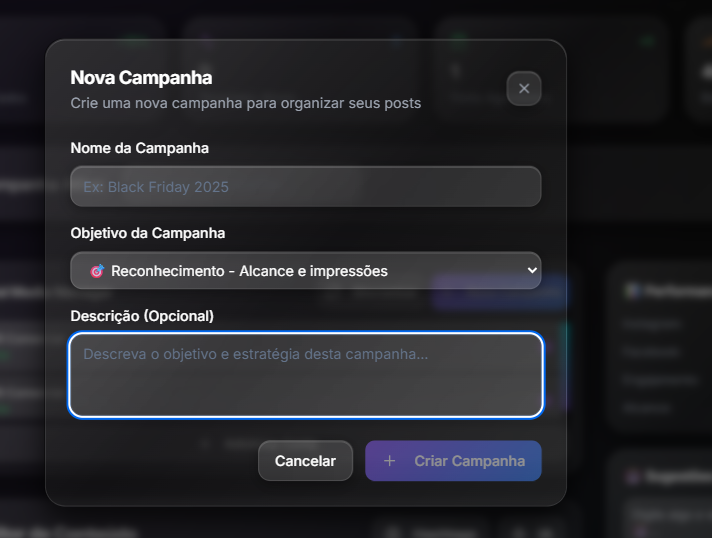 Nova Campanha
Crie uma nova campanha para organizar seus posts
Nome da Campanha
Ex: Black Friday 2025
Objetivo da Campanha
🎯 Reconhecimento - Alcance e impressões
Descrição (Opcional)
Descreva o objetivo e estratégia desta campanha...
Cancelar
+ Criar Campanha